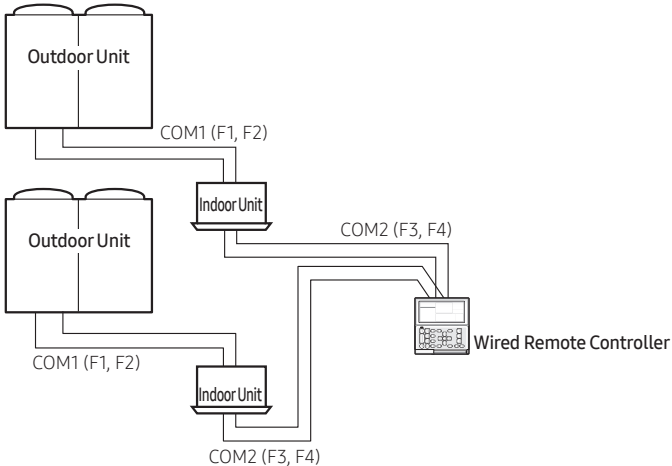 Outdoor Unit
COM1 (F1, F2)
Indoor Unit
COM2 (F3, F4)
Outdoor Unit
Wired Remote Controller
COM1 (F1, F2)
Indoor Unit
COM2 (F3, F4)